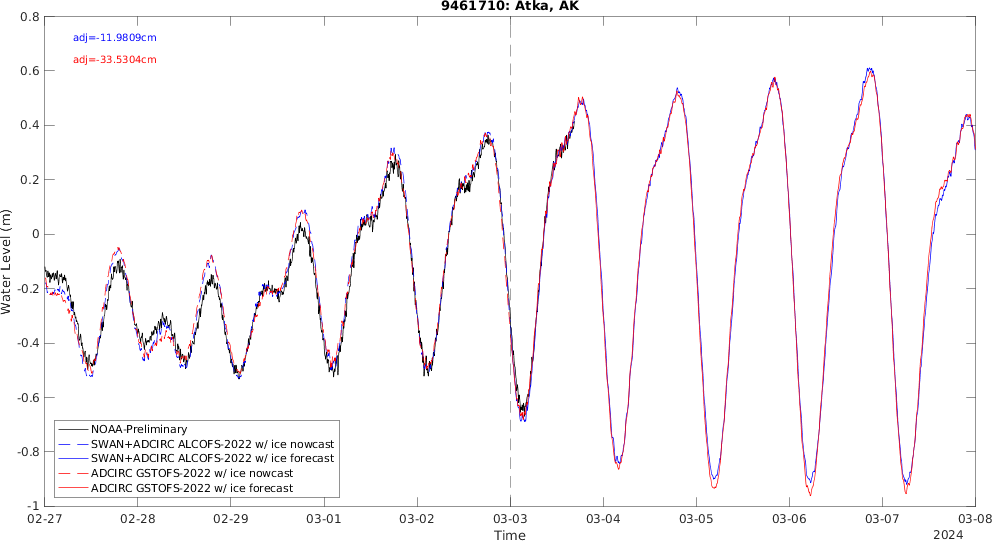 9461710: Atka, AK
adj=-11.9809cm
adj=-33.5304cm
Water Level (m)
0.8
0.6
0.4
0.2
0
-0.2
-0.4
-0.6
-0.8
-1
NOAA-Preliminary
SWAN+ADCIRC ALCOFS-2022 w/ ice nowcast
SWAN+ADCIRC ALCOFS-2022 w/ ice forecast
ADCIRC GSTOFS-2022 w/ ice nowcast
ADCIRC GSTOFS-2022 w/ ice forecast
02-27 02-28 02-29 03-01 03-02 03-03 03-04 03-05 03-06 03-07 03-08
Time
2024